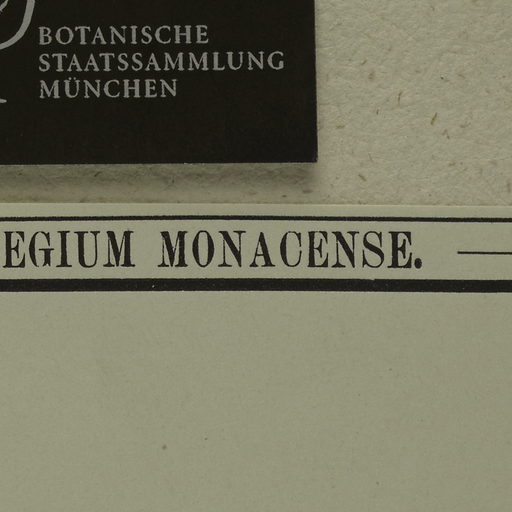 BOTANISCHE
STAATSSAMMLUNG
MÜNCHEN
EGIUM MONACENSE. —